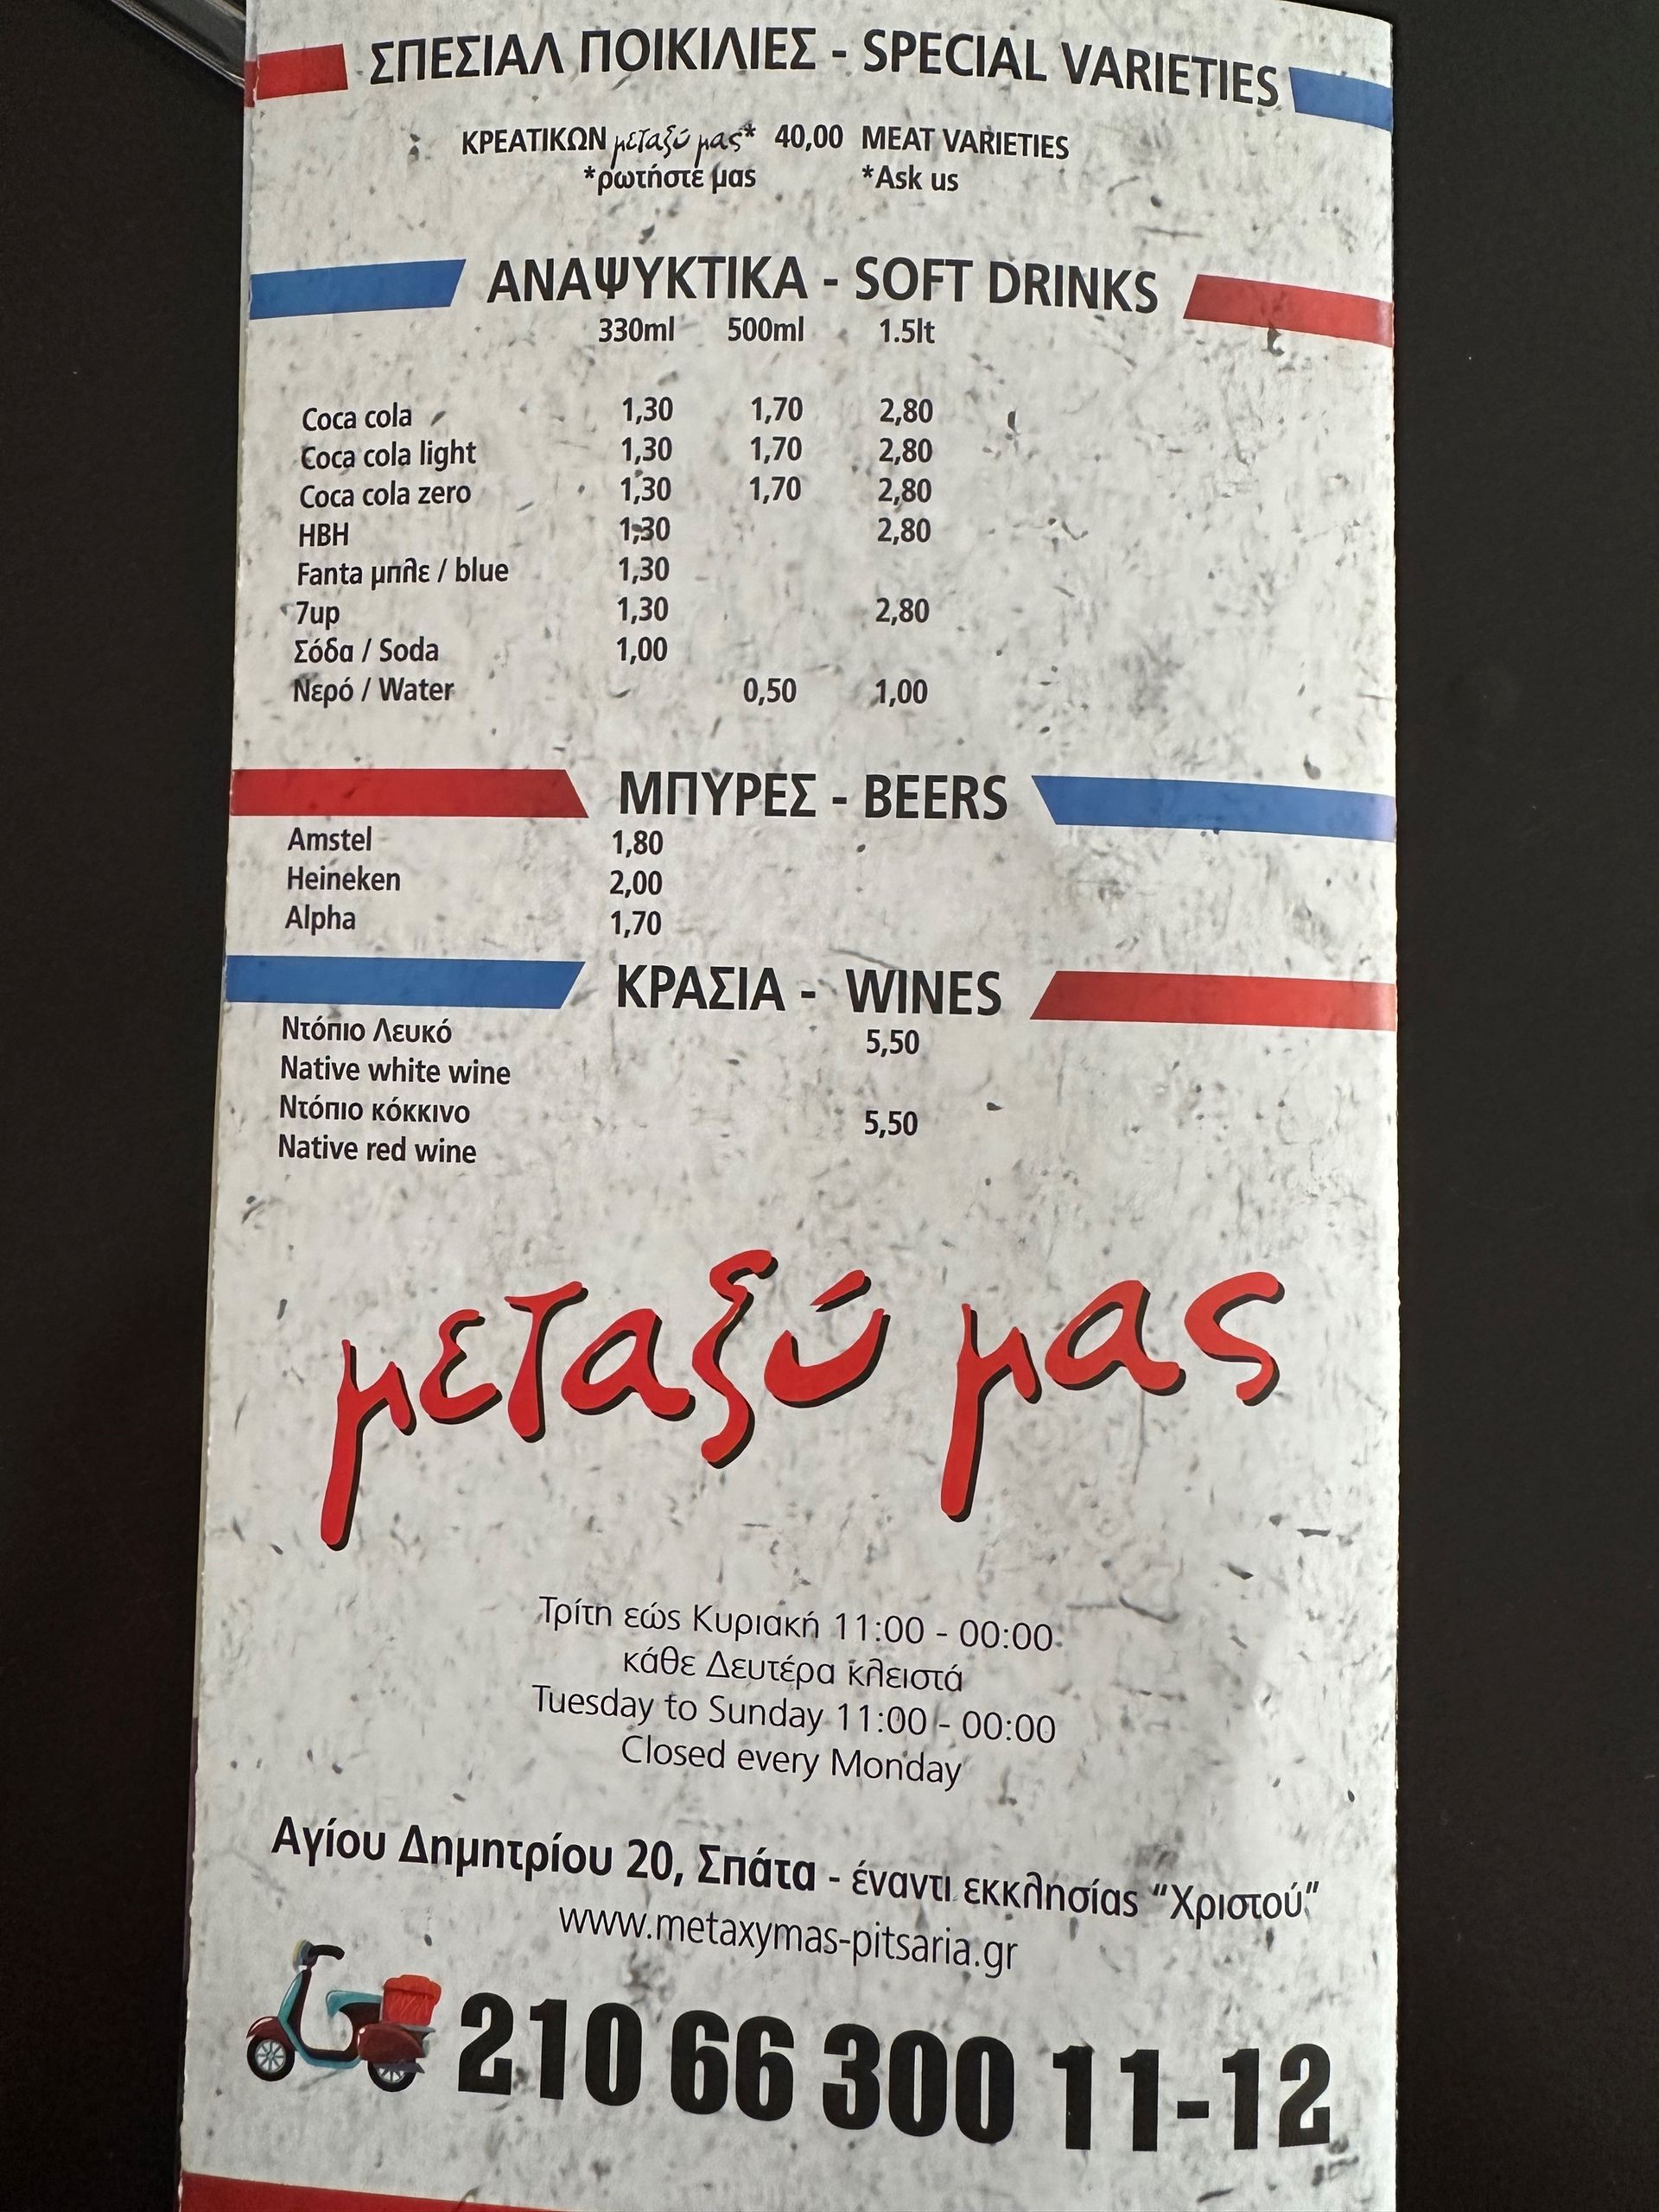 ΣΠΕΣΙΑΛ ΠΟΙΚΙΛΙΕΣ - SPECIAL VARIETIES
ΚΡΕΑΤΙΚΩΝ μεταξύ μας* 40,00 MEAT VARIETIES
*ρωτήστε μας *Ask us
ΑΝΑΨΥΚΤΙΚΑ - SOFT DRINKS
330ml 500ml 1.5lt
Coca cola 1,30 1,70 2,80
Coca cola light 1,30 1,70 2,80
Coca cola zero 1,30 1,70 2,80
ΗΒΗ 1,30 2,80
Fanta μπλε / blue 1,30
7up 1,30 2,80
Σόδα / Soda 1,00
Νερό / Water 0,50 1,00
ΜΠΥΡΕΣ - BEERS
Amstel 1,80
Heineken 2,00
Alpha 1,70
ΚΡΑΣΙΑ - WINES
Ντόπιο Λευκό 5,50
Native white wine
Ντόπιο κόκκινο 5,50
Native red wine
μεταξύ μας
Τρίτη εώς Κυριακή 11:00 - 00:00
κάθε Δευτέρα κλειστά
Tuesday to Sunday 11:00 - 00:00
Closed every Monday
Αγίου Δημητρίου 20, Σπάτα - έναντι εκκλησίας “Χριστού”
www.metaxymas-pitsaria.gr
210 66 300 11-12